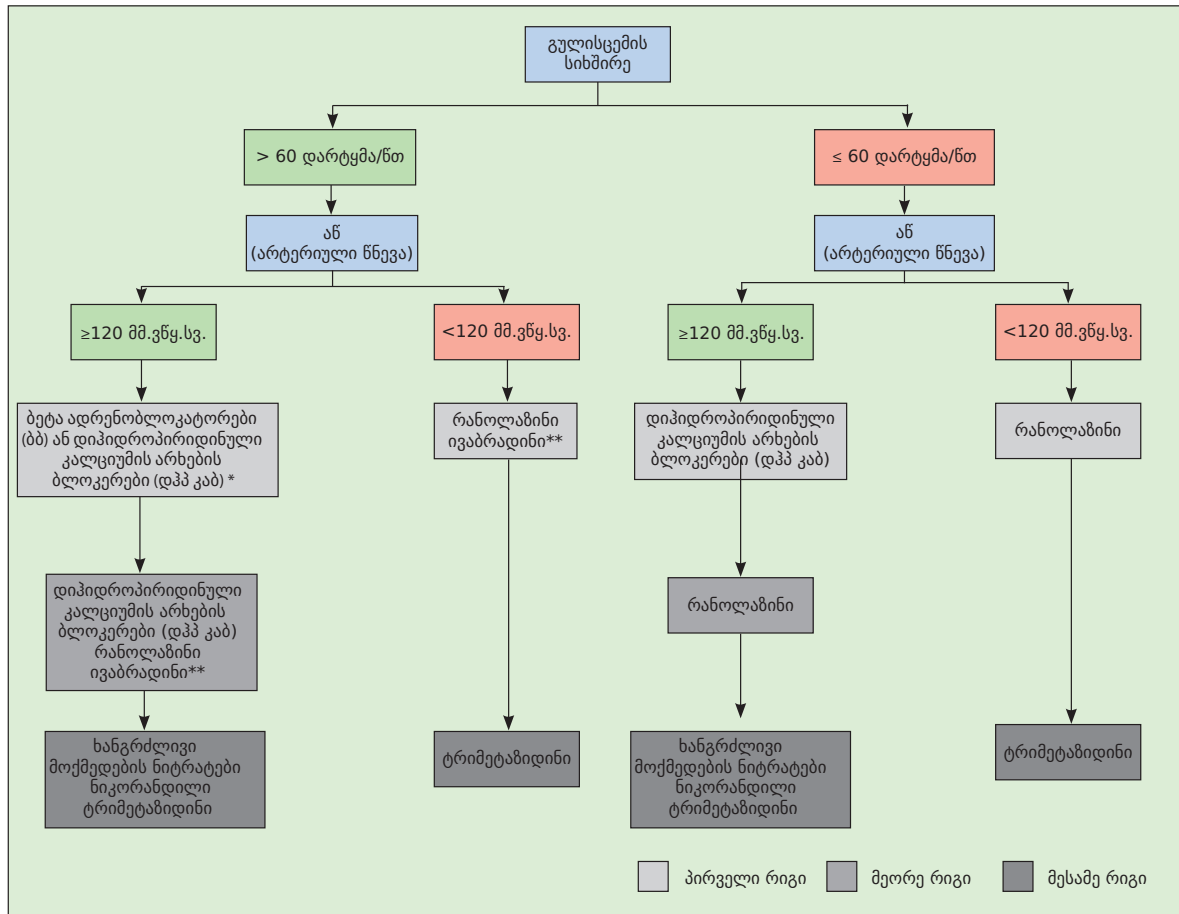 გულისცემის
სიხშირე
> 60 დარტყმა/წთ
≤ 60 დარტყმა/წთ
აწ
(არტერიული წნევა)
აწ
(არტერიული წნევა)
≥120 მმ.ვწყ.სვ.
<120 მმ.ვწყ.სვ.
≥120 მმ.ვწყ.სვ.
<120 მმ.ვწყ.სვ.
ბეტა ადრენობლოკატორები
(ბბ) ან დიჰიდროპირიდინული
კალციუმის არხების
ბლოკერები (დჰპ კაბ) *
რანოლაზინი
ივაბრადინი**
დიჰიდროპირიდინული
კალციუმის არხების
ბლოკერები (დჰპ კაბ)
რანოლაზინი
დიჰიდროპირიდინული
კალციუმის არხების
ბლოკერები (დჰპ კაბ)
რანოლაზინი
ივაბრადინი**
რანოლაზინი
ხანგრძლივი
მოქმედების ნიტრატები
ნიკორანდილი
ტრიმეტაზიდინი
ტრიმეტაზიდინი
ხანგრძლივი
მოქმედების ნიტრატები
ნიკორანდილი
ტრიმეტაზიდინი
ტრიმეტაზიდინი
პირველი რიგი
მეორე რიგი
მესამე რიგი